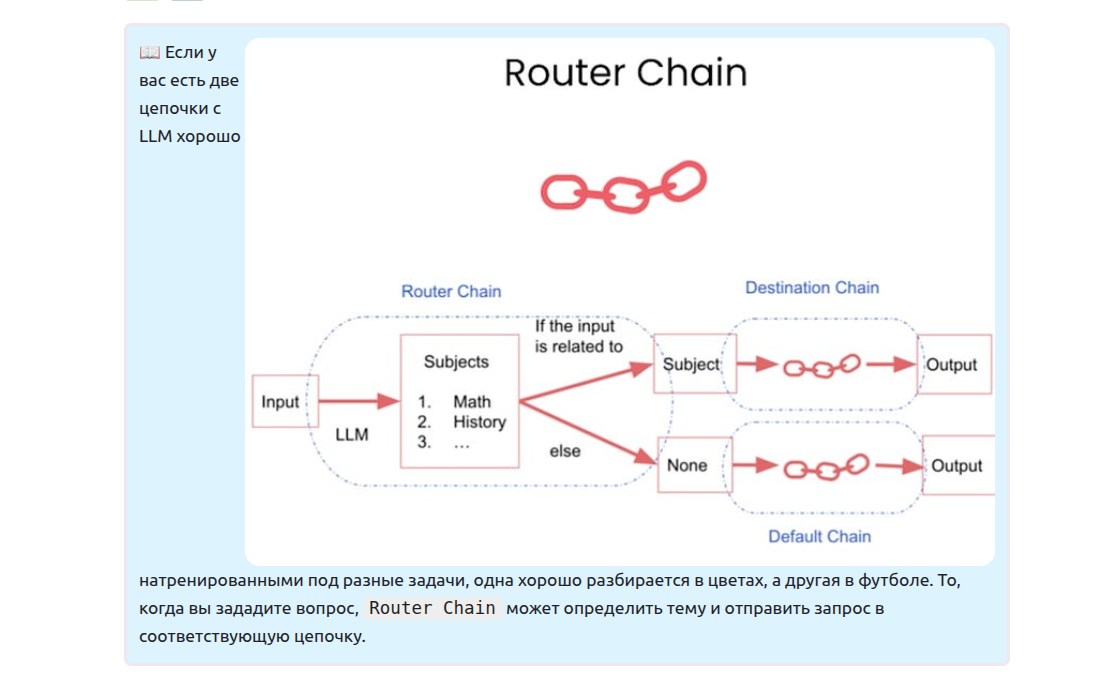 📖 Если у
вас есть две
цепочки с
LLM хорошо
Router Chain
Router Chain
Destination Chain
If the input
is related to
Subjects
Subject
Output
Input
1. Math
2. History
3. ...
LLM
else
None
Output
Default Chain
натренированными под разные задачи, одна хорошо разбирается в цветах, а другая в футболе. То,
когда вы зададите вопрос, Router Chain может определить тему и отправить запрос в
соответствующую цепочку.